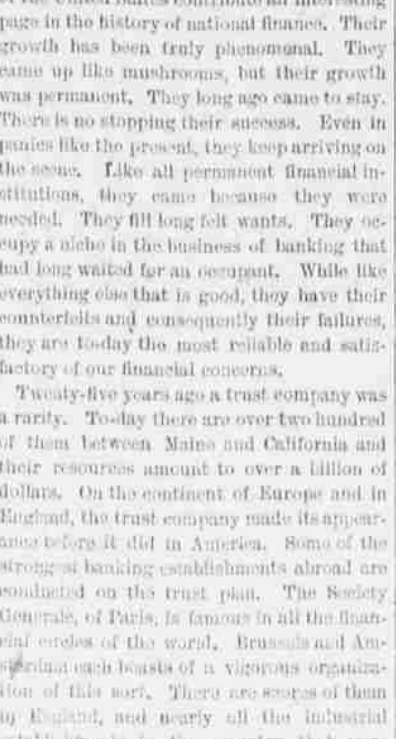 of the United States contribute an interesting
page in the history of national finance. Their
growth has been truly phenomenal. They
came up like mushrooms, but their growth
was permanent. They long ago came to stay.
There is no stopping their success. Even in
panics like the present, they keep arriving on
the scene. Like all permanent financial in-
stitutions, they came because they were
needed. They fill long felt wants. They oc-
cupy a niche in the business of banking that
had long waited for an occupant. While like
everything else that is good, they have their
counterfeits and consequently their failures,
they are to-day the most reliable and satis-
factory of our financial concerns.
Twenty-five years ago a trust company was
a rarity. To-day there are over two hundred
of them between Maine and California and
their resources amount to over a billion of
dollars. On the continent of Europe and in
England, the trust company made its appear-
ance before it did in America. Some of the
strongest banking establishments abroad are
conducted on the trust plan. The Society
Generale, of Paris, is famous in all the finan-
cial circles of the world. Brussels and Am-
sterdam each boasts of a vigorous organiza-
tion of this sort. There are scores of them
in England, and nearly all the industrial